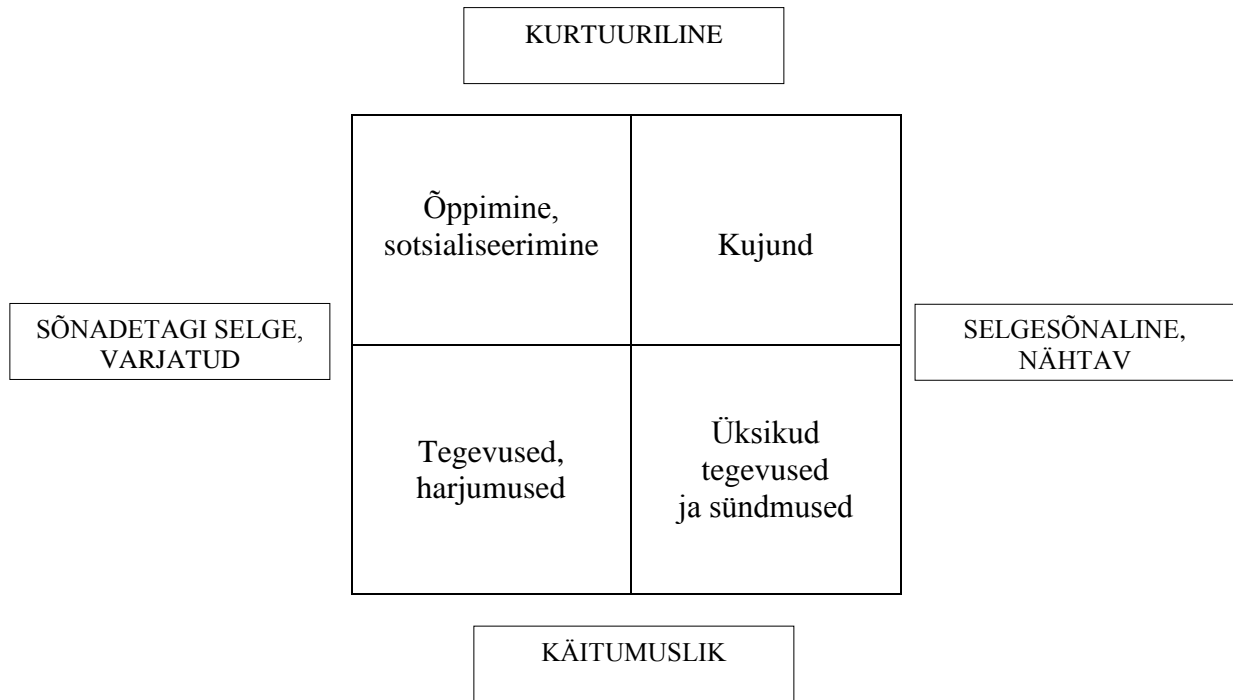 KURTUURILINE
Õppimine,
sotsialiseerimine
Kujund
SÕNADETAGI SELGE,
VARJATUD
SELGESÕNALINE,
NÄHTAV
Tegevused,
harjumused
Üksikud
tegevused
ja sündmused
KÄITUMUSLIK